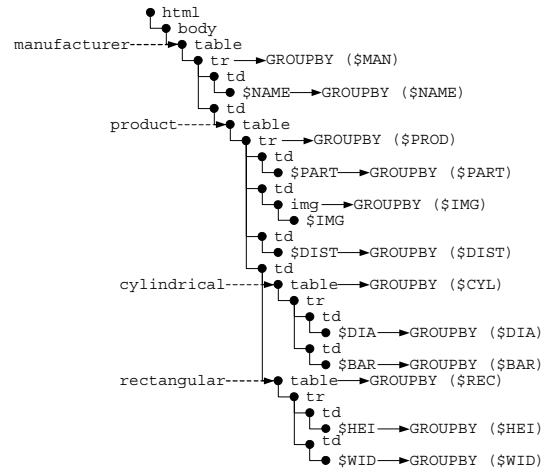 html
body
manufacturer table
tr GROUPBY ($MAN)
td
$NAME GROUPBY ($NAME)
td
product table
tr GROUPBY ($PROD)
td
$PART GROUPBY ($PART)
td
img GROUPBY ($IMG)
$IMG
td
$DIST GROUPBY ($DIST)
td
cylindrical table GROUPBY ($CYL)
tr
td
$DIA GROUPBY ($DIA)
td
$BAR GROUPBY ($BAR)
rectangular table GROUPBY ($REC)
tr
td
$HEI GROUPBY ($HEI)
td
$WID GROUPBY ($WID)